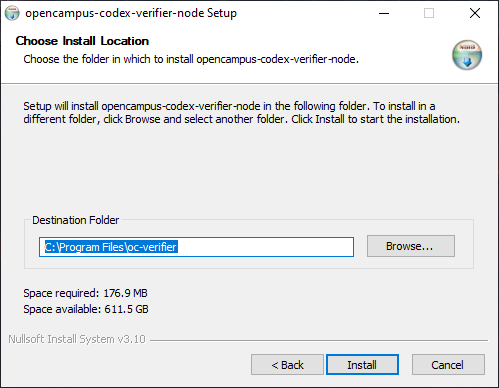 opencampus-codex-verifier-node Setup
Choose Install Location
Choose the folder in which to install opencampus-codex-verifier-node.
Setup will install opencampus-codex-verifier-node in the following folder. To install in a
different folder, click Browse and select another folder. Click Install to start the installation.
Destination Folder
C:\Program Files\oc-verifier
Browse...
Space required: 176.9 MB
Space available: 611.5 GB
Nullsoft Install System v3.10
< Back
Install
Cancel